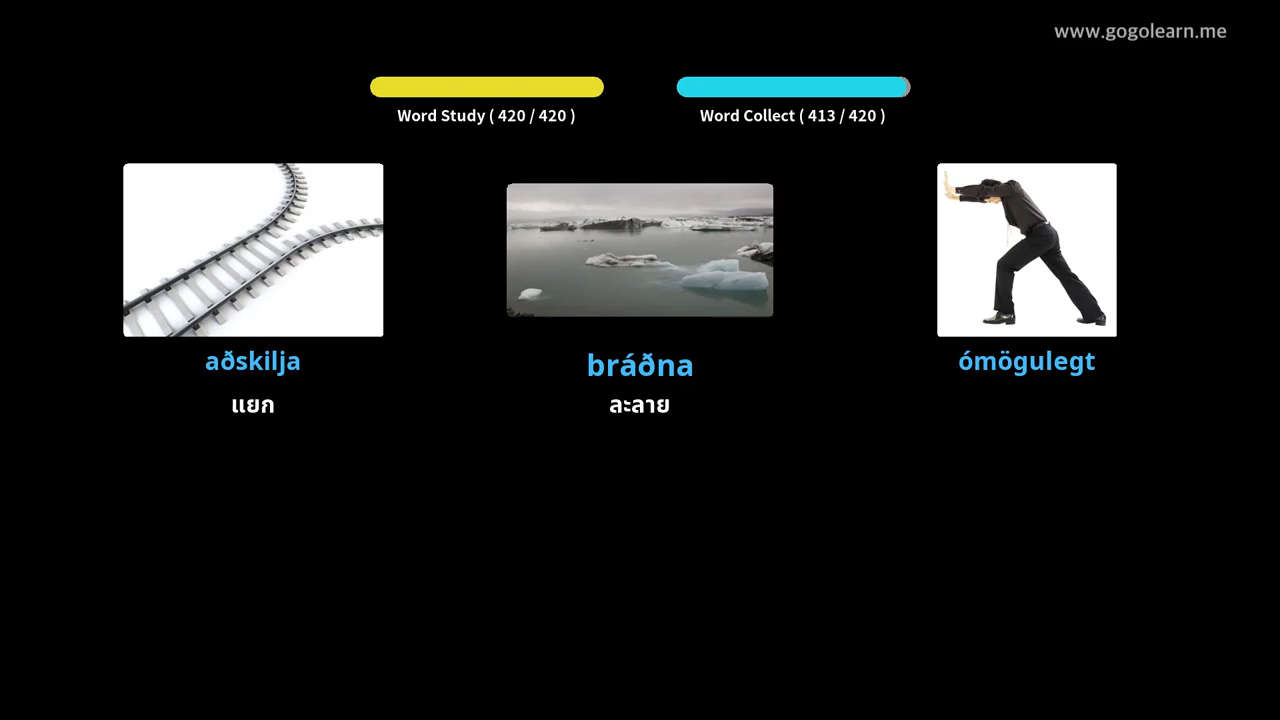 www.gogolearn.me
Word Study ( 420 / 420 )
Word Collect ( 413 / 420 )
aðskilja
แยก
bráðna
ละลาย
ómögulegt